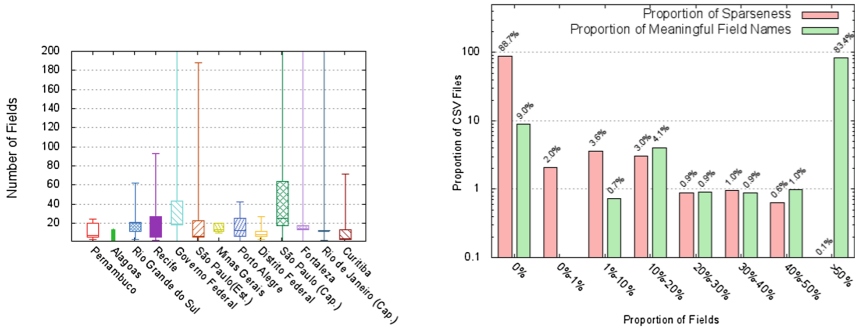 200
180
160
140
120
100
80
60
40
20
Number of Fields
Pernambuco
Alagoas
Rio Grande do Sul
Recife
Governo Federal
São Paulo(Est.)
Minas Gerais
Porto Alegre
Distrito Federal
São Paulo (Cap.)
Fortaleza
Rio de Janeiro (Cap.)
Curitiba
Proportion of Sparseness
Proportion of Meaningful Field Names
100
10
1
0.1
Proportion of CSV Files
88.7%
9.0%
2.0%
3.6%
0.7%
3.0%
4.1%
0.9%
0.9%
1.0%
0.9%
0.6%
1.0%
0.1%
83.4%
0%
0%-1%
1%-10%
10%-20%
20%-30%
30%-40%
40%-50%
>50%
Proportion of Fields